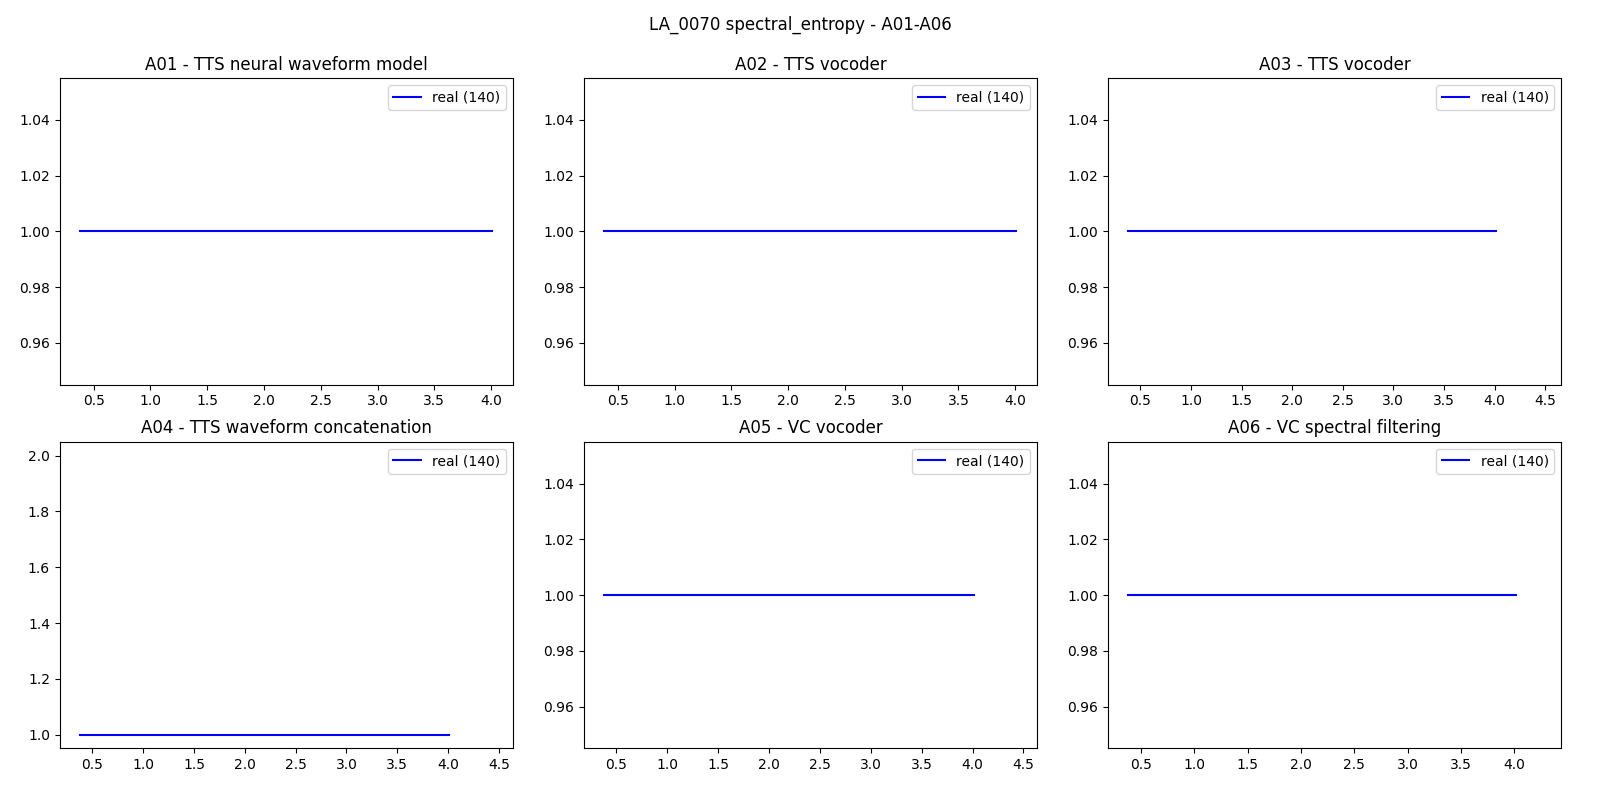 LA_0070 spectral_entropy - A01-A06
A01 - TTS neural waveform model
real (140)
1.04
1.02
1.00
0.98
0.96
0.5 1.0 1.5 2.0 2.5 3.0 3.5 4.0
A02 - TTS vocoder
real (140)
1.04
1.02
1.00
0.98
0.96
0.5 1.0 1.5 2.0 2.5 3.0 3.5 4.0
A03 - TTS vocoder
real (140)
1.04
1.02
1.00
0.98
0.96
0.5 1.0 1.5 2.0 2.5 3.0 3.5 4.0 4.5
A04 - TTS waveform concatenation
real (140)
2.0
1.8
1.6
1.4
1.2
1.0
0.5 1.0 1.5 2.0 2.5 3.0 3.5 4.0 4.5
A05 - VC vocoder
real (140)
1.04
1.02
1.00
0.98
0.96
0.5 1.0 1.5 2.0 2.5 3.0 3.5 4.0 4.5
A06 - VC spectral filtering
real (140)
1.04
1.02
1.00
0.98
0.96
0.5 1.0 1.5 2.0 2.5 3.0 3.5 4.0